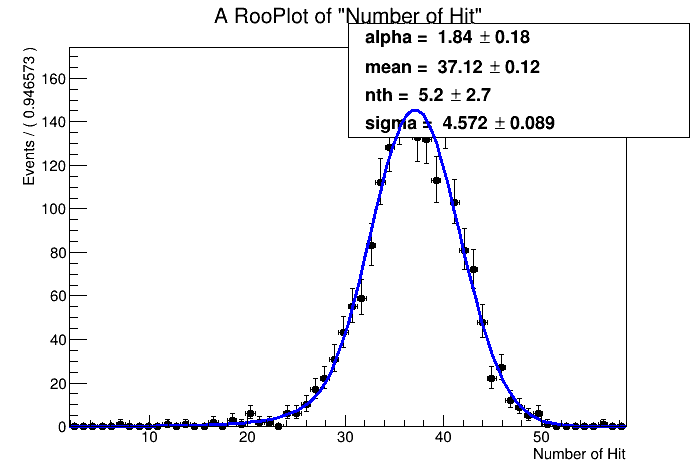 A RooPlot of "Number of Hit"
alpha = 1.84 ± 0.18
mean = 37.12 ± 0.12
nth = 5.2 ± 2.7
sigma = 4.572 ± 0.089
Events / ( 0.946573 )
160
140
120
100
80
60
40
20
0
10 20 30 40 50
Number of Hit